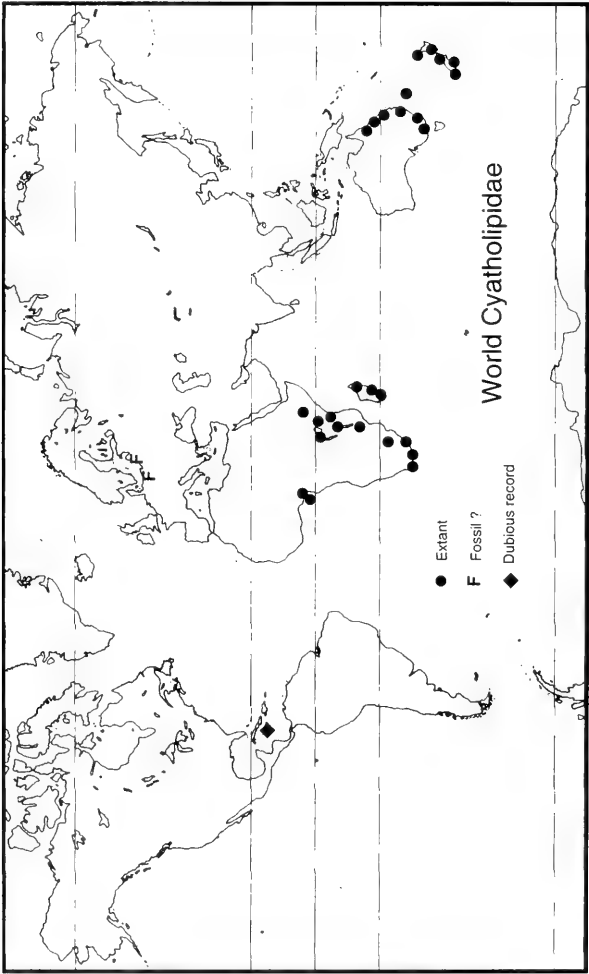 World Cyatholipidae
Extant
F Fossil ?
Dubious record
F
F